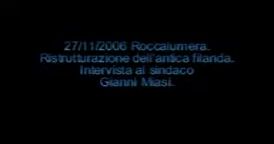 27/11/2006 Roccalumera.
Ristrutturazione dell'antica filanda.
Intervista al sindaco
Gianni Miasi.